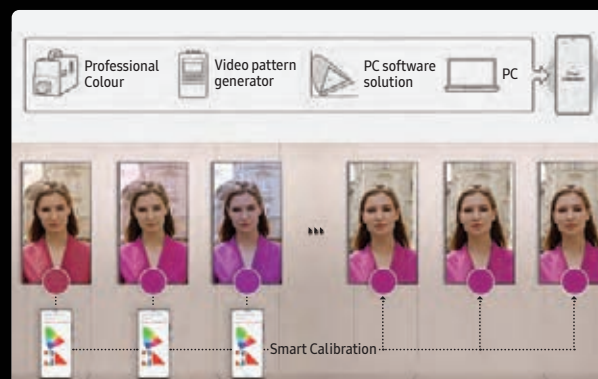 Professional
Colour
Video pattern
generator
PC software
solution
PC
Smart Calibration